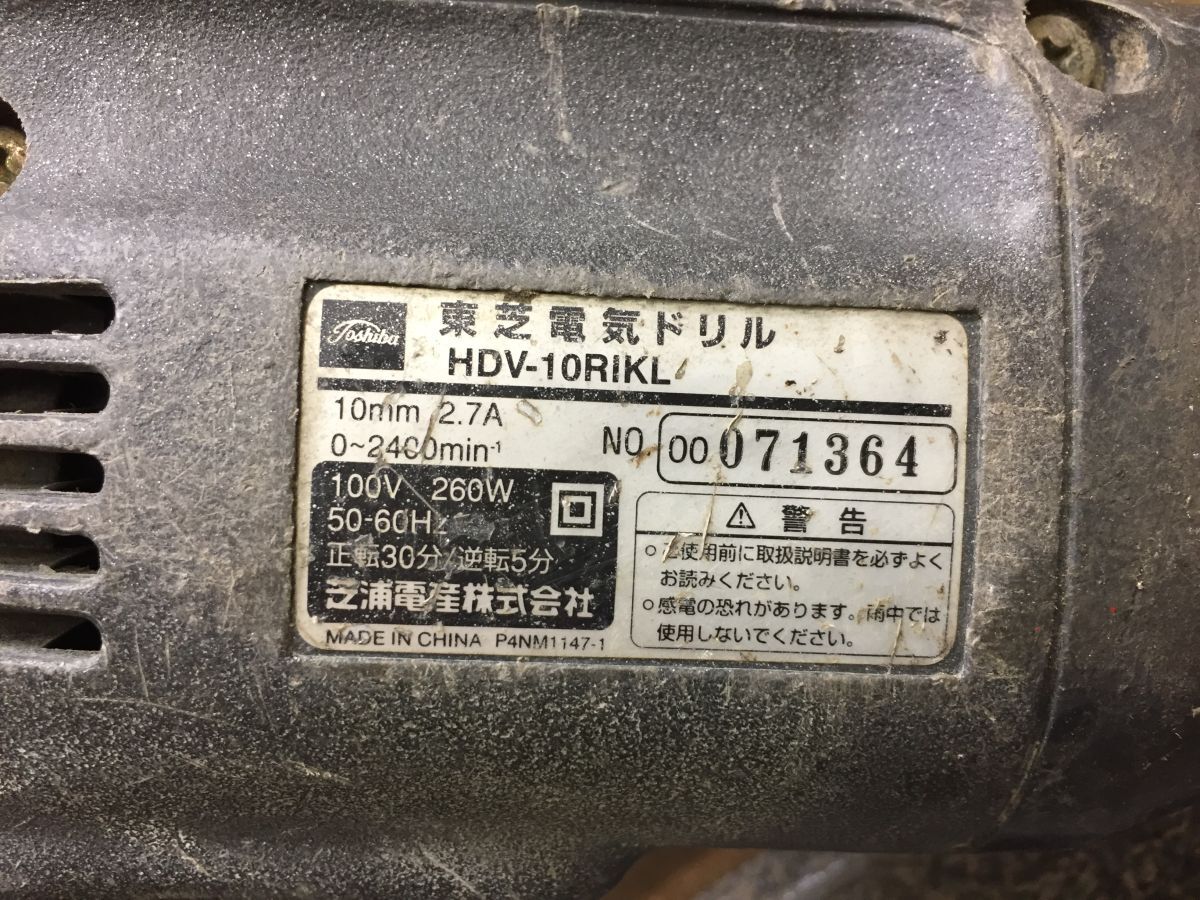 Toshiba
東芝電気ドリル
HDV-10RIKL
10mm 2.7A
0~2400min-1
NO 00 071364
100V 260W
50-60Hz
正転30分/逆転5分
芝浦電産株式会社
MADE IN CHINA P4NM1147-1
⚠ 警告
○ご使用前に取扱説明書を必ずよく
お読みください。
○感電の恐れがあります。雨中では
使用しないでください。